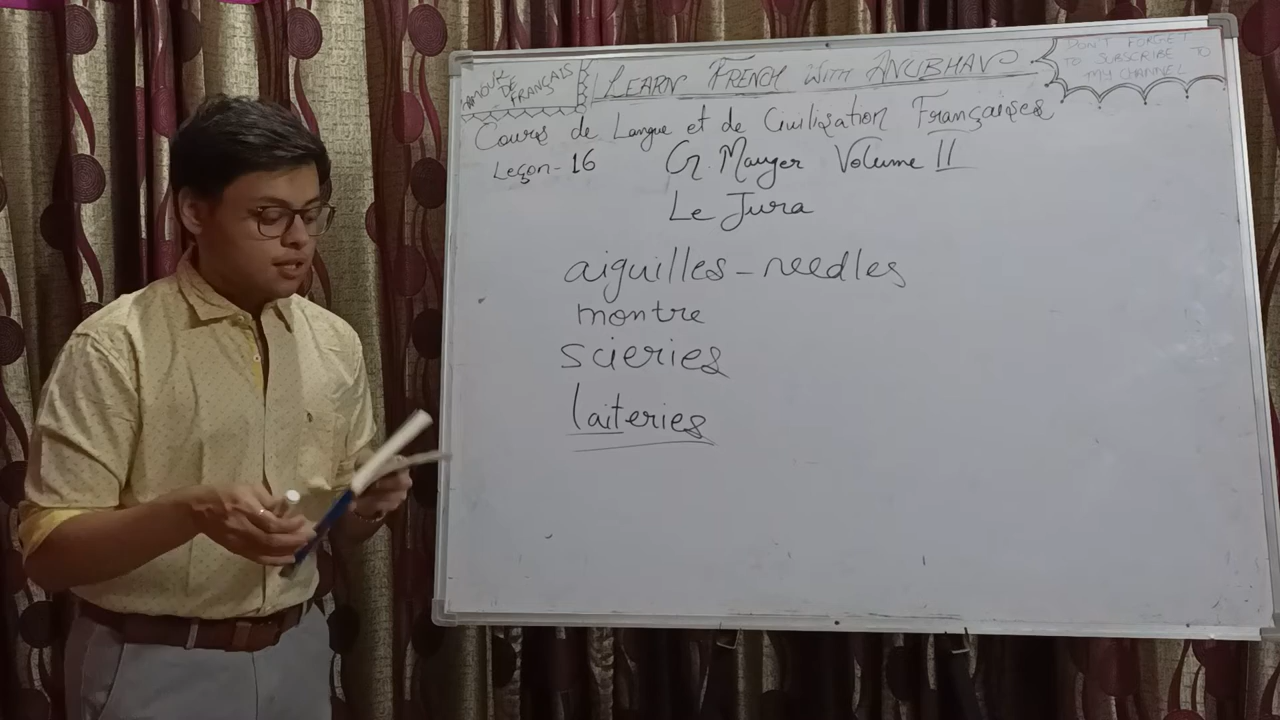 AMOUR
DE
FRANÇAIS
LEARN FRENCH WITH ANUBHAV
DON'T FORGET
TO SUBSCRIBE TO
MY CHANNEL
Cours de Langue et de Civilisation Françaises
Leçon-16 G. Mauger Volume II
Le Jura
aiguilles-needles
montre
scieries
laiteries